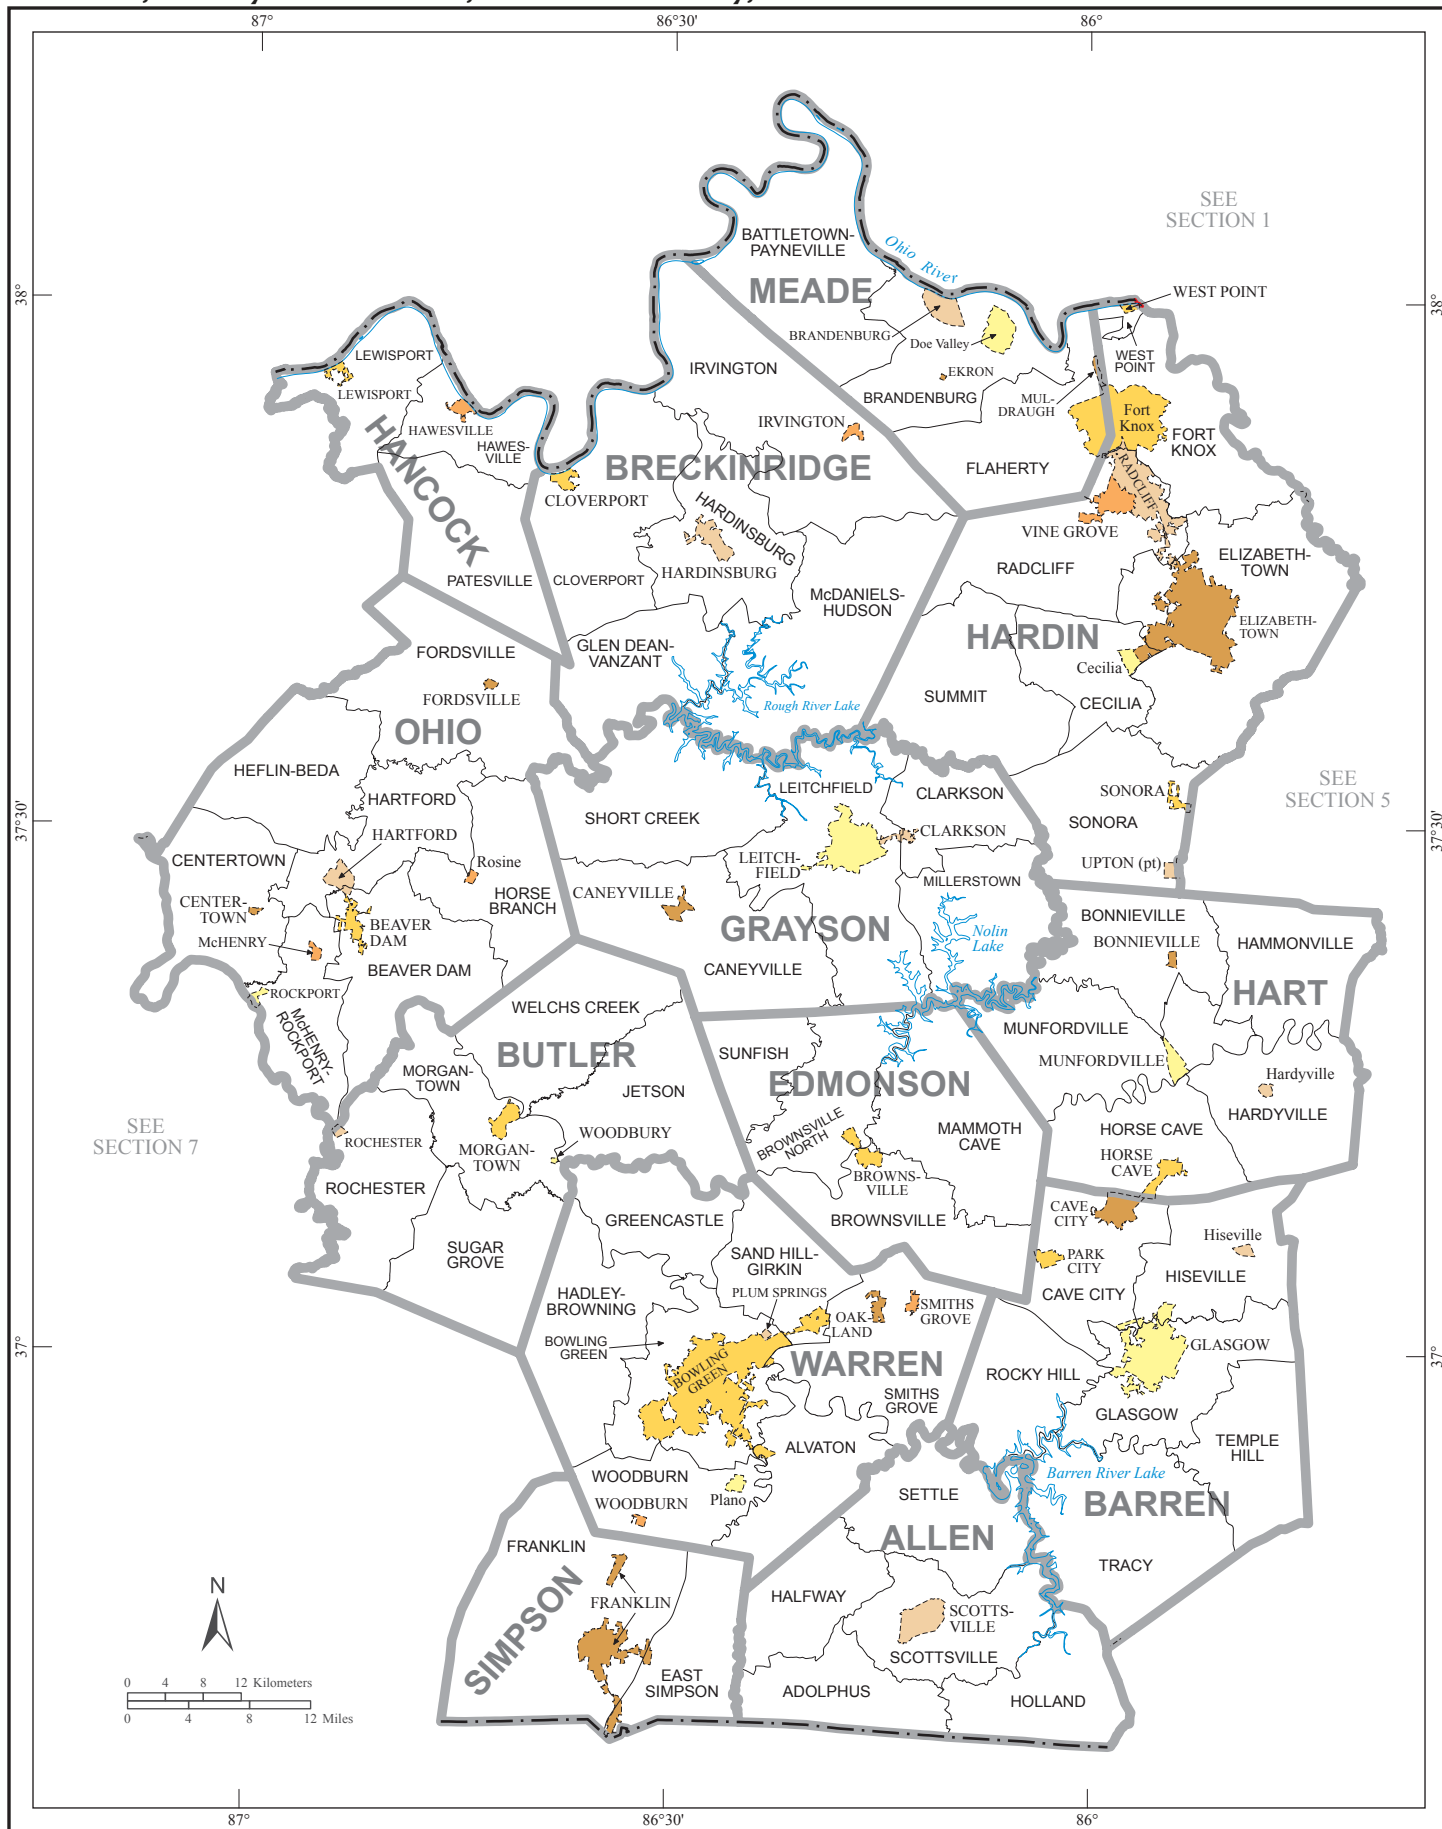 87°
86°30'
86°
SEE
SECTION 1
BATTLETOWN-
PAYNEVILLE
Ohio River
MEADE
38°
38°
WEST POINT
BRANDENBURG
Doe Valley
WEST
POINT
LEWISPORT
LEWISPORT
IRVINGTON
EKRON
BRANDENBURG
MUL-
DRAUGH
Fort
Knox
HAWESVILLE
HAWES-
VILLE
IRVINGTON
FORT
KNOX
HANCOCK
BRECKINRIDGE
FLAHERTY
RADCLIFF
CLOVERPORT
HARDINSBURG
VINE GROVE
HARDINSBURG
RADCLIFF
ELIZABETH-
TOWN
PATESVILLE
CLOVERPORT
McDANIELS-
HUDSON
ELIZABETH-
TOWN
HARDIN
FORDSVILLE
GLEN DEAN-
VANZANT
Cecilia
FORDSVILLE
SUMMIT
CECILIA
Rough River Lake
OHIO
HEFLIN-BEDA
HARTFORD
LEITCHFIELD
CLARKSON
SONORA
SEE
SECTION 5
37°30'
37°30'
SHORT CREEK
SONORA
HARTFORD
CLARKSON
CENTERTOWN
Rosine
LEITCH-
FIELD
UPTON (pt)
CENTER-
TOWN
HORSE
BRANCH
CANEYVILLE
MILLERSTOWN
BEAVER
DAM
GRAYSON
BONNIEVILLE
McHENRY
Nolin
Lake
BONNIEVILLE
HAMMONVILLE
BEAVER DAM
CANEYVILLE
HART
ROCKPORT
WELCHS CREEK
McHENRY-
ROCKPORT
MUNFORDVILLE
BUTLER
SUNFISH
MUNFORDVILLE
MORGAN-
TOWN
EDMONSON
Hardyville
JETSON
HARDYVILLE
SEE
SECTION 7
ROCHESTER
WOODBURY
BROWNSVILLE
NORTH
MAMMOTH
CAVE
HORSE CAVE
MORGAN-
TOWN
HORSE
CAVE
BROWNS-
VILLE
ROCHESTER
GREENCASTLE
BROWNSVILLE
CAVE
CITY
SUGAR
GROVE
SAND HILL-
GIRKIN
Hiseville
PARK
CITY
HISEVILLE
HADLEY-
BROWNING
PLUM SPRINGS
CAVE CITY
OAK-
LAND
SMITHS
GROVE
BOWLING
GREEN
37°
37°
WARREN
GLASGOW
BOWLING
GREEN
ROCKY HILL
SMITHS
GROVE
GLASGOW
ALVATON
TEMPLE
HILL
WOODBURN
Barren River Lake
Plano
SETTLE
BARREN
WOODBURN
ALLEN
FRANKLIN
TRACY
SIMPSON
HALFWAY
FRANKLIN
SCOTTS-
VILLE
N
SCOTTSVILLE
EAST
SIMPSON
ADOLPHUS
HOLLAND
0 4 8 12 Kilometers
0 4 8 12 Miles
87°
86°30'
86°